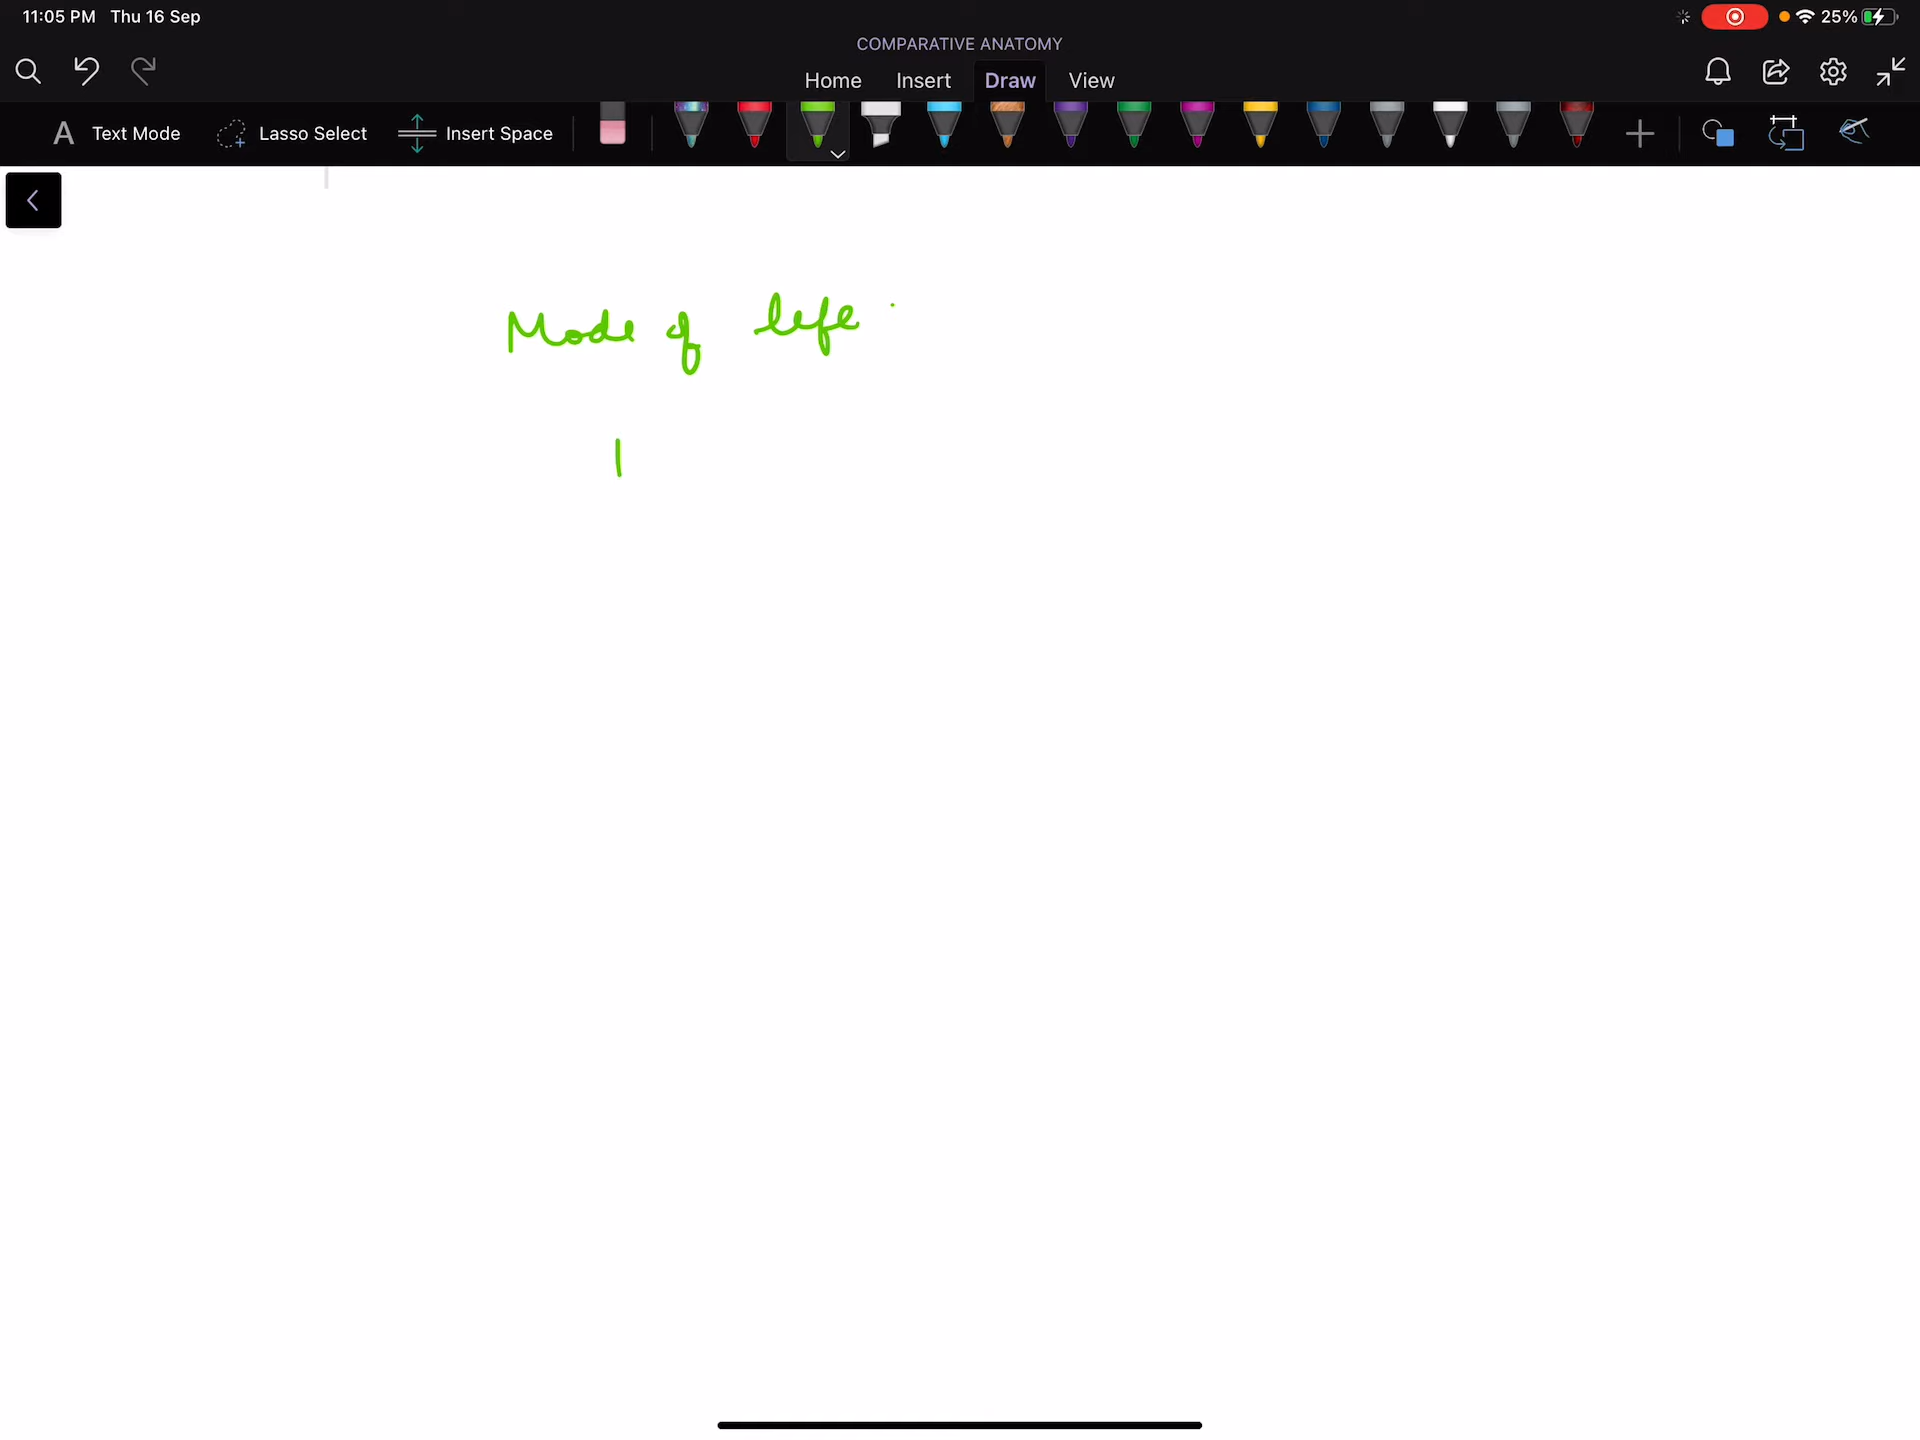 11:05 PM Thu 16 Sep
25%
COMPARATIVE ANATOMY
Home Insert Draw View
A Text Mode Lasso Select Insert Space
Mode of life